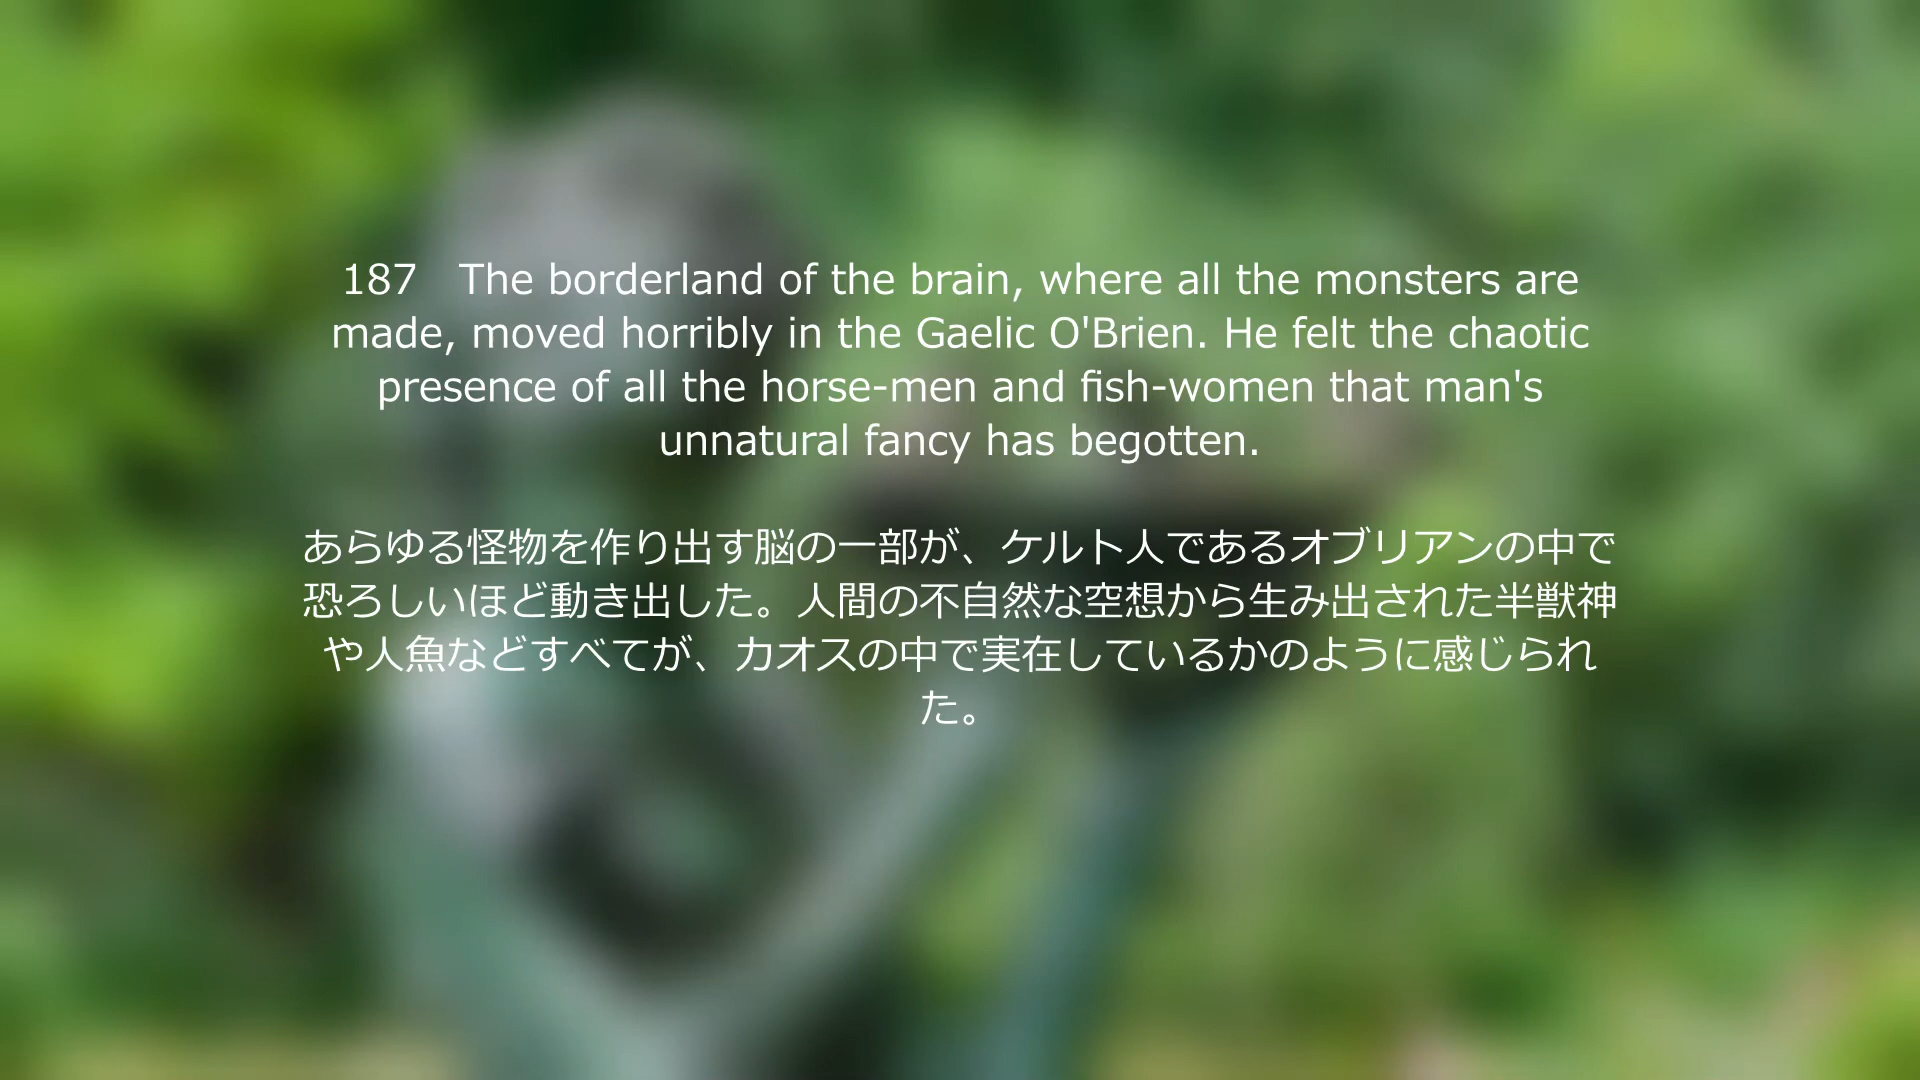 187　The borderland of the brain, where all the monsters are
made, moved horribly in the Gaelic O'Brien. He felt the chaotic
presence of all the horse-men and fish-women that man's
unnatural fancy has begotten.
あらゆる怪物を作り出す脳の一部が、ケルト人であるオブリアンの中で
恐ろしいほど動き出した。人間の不自然な空想から生み出された半獣神
や人魚などすべてが、カオスの中で実在しているかのように感じられ
た。